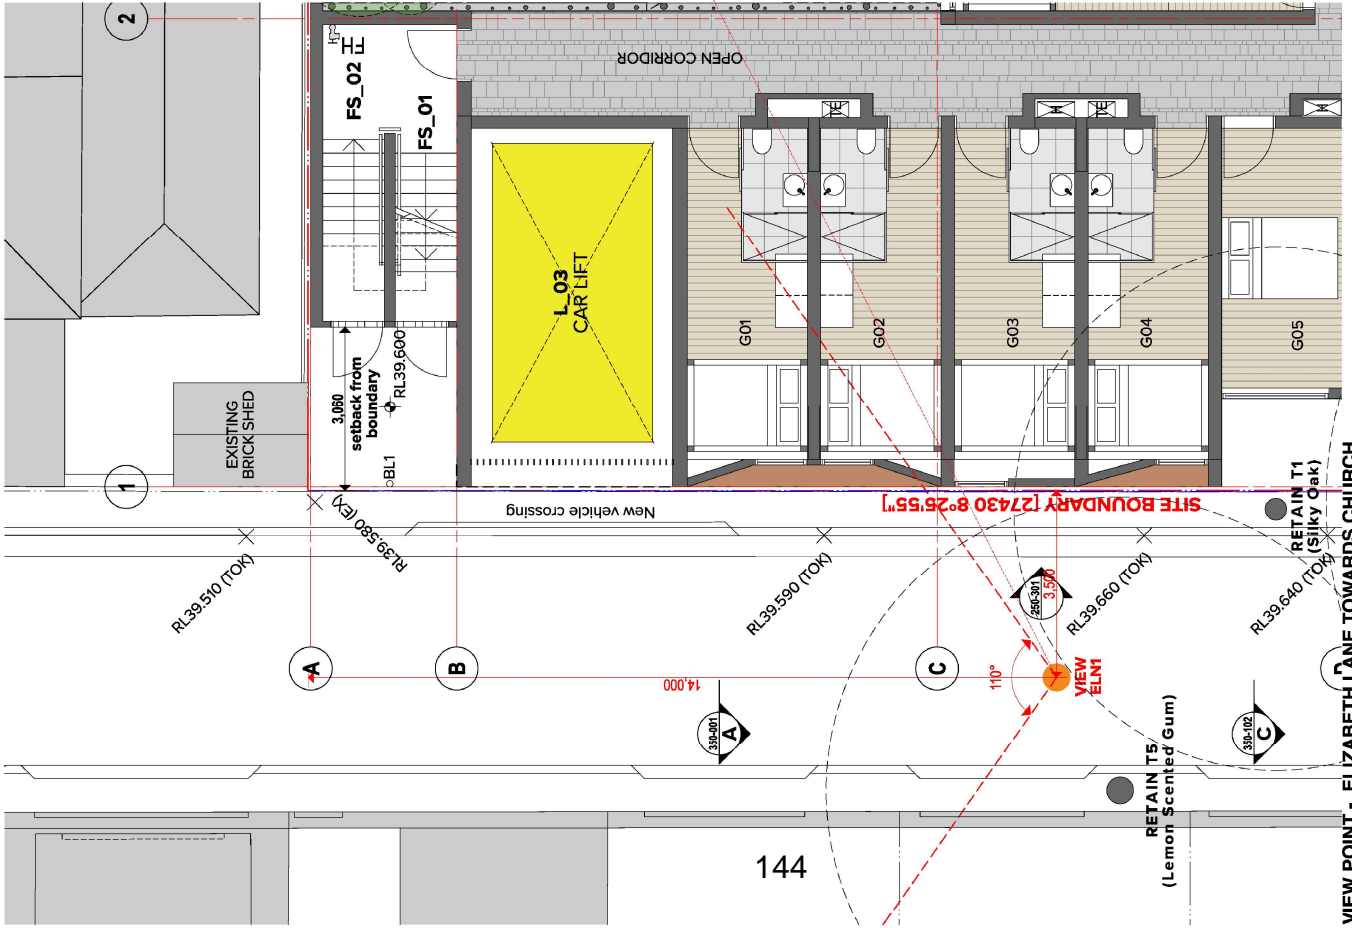 2
FH
FS_02
FS_01
OPEN CORRIDOR
TE
M
TE
M
L_03
CAR LIFT
G01
G02
G03
G04
G05
3,060
setback from
boundary
RL39.600
EXISTING
BRICK SHED
BL1
1
RL39.580 (EX)
New vehicle crossing
SITE BOUNDARY [27430 8°25'55"]
RETAIN T1
(Silky Oak)
RL39.510 (TOK)
RL39.590 (TOK)
RL39.660 (TOK)
RL39.640 (TOK)
250-301
3,500
A
B
C
14,000
110°
VIEW
ELN1
350-001
A
350-102
C
RETAIN T5
(Lemon Scented Gum)
144
VIEW POINT - ELIZABETH LANE TOWARDS CHURCH